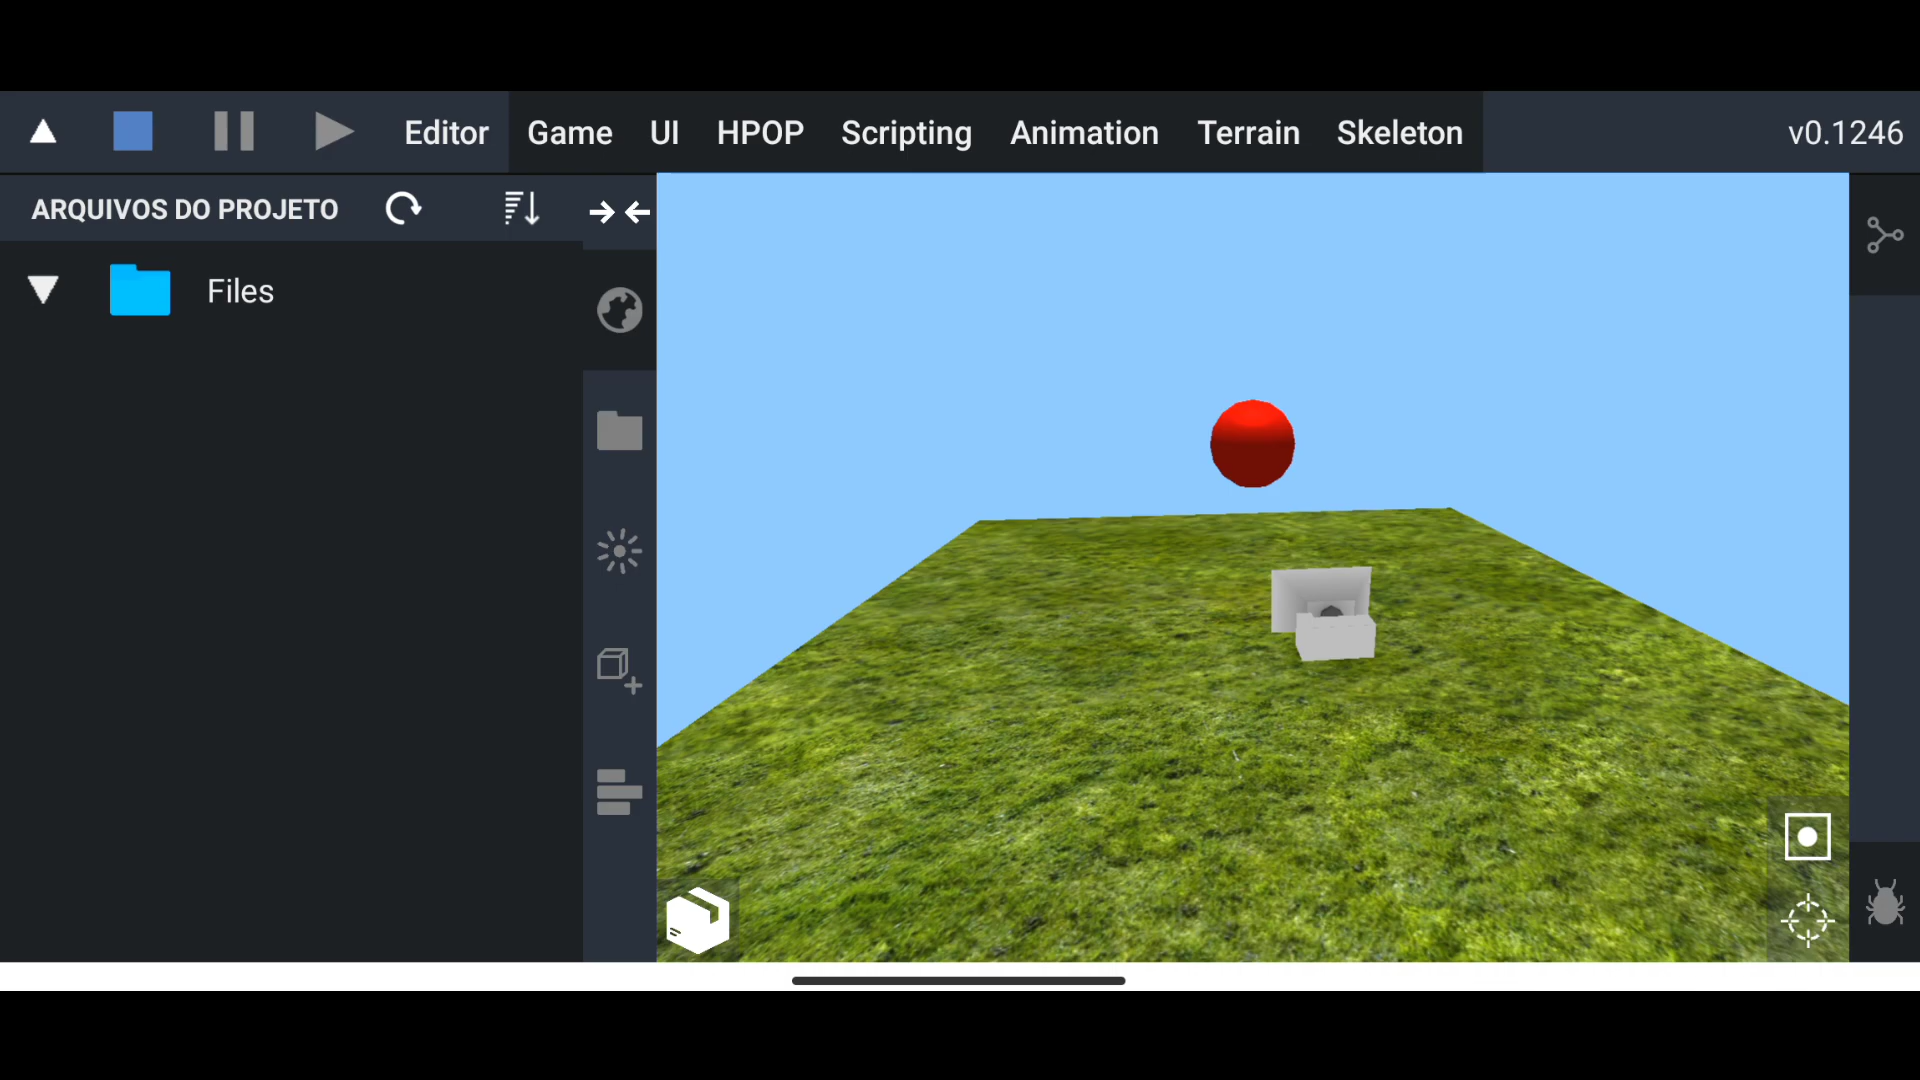 Editor Game UI HPOP Scripting Animation Terrain Skeleton v0.1246
ARQUIVOS DO PROJETO
Files